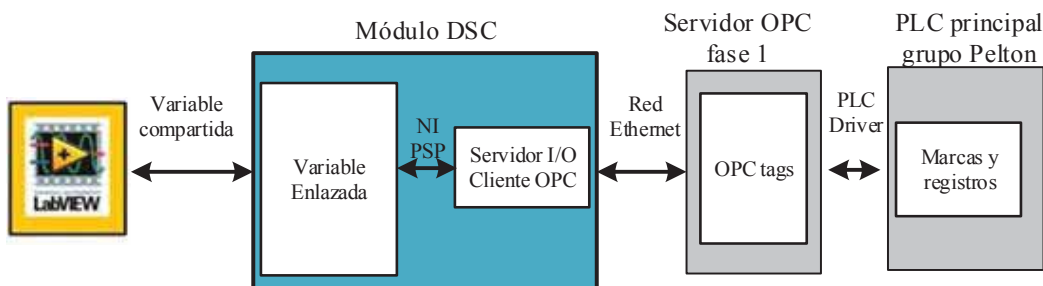 Módulo DSC
Servidor OPC
fase 1
PLC principal
grupo Pelton
Variable
compartida
LabVIEW
Variable
Enlazada
NI
PSP
Servidor I/O
Cliente OPC
Red
Ethernet
OPC tags
PLC
Driver
Marcas y
registros